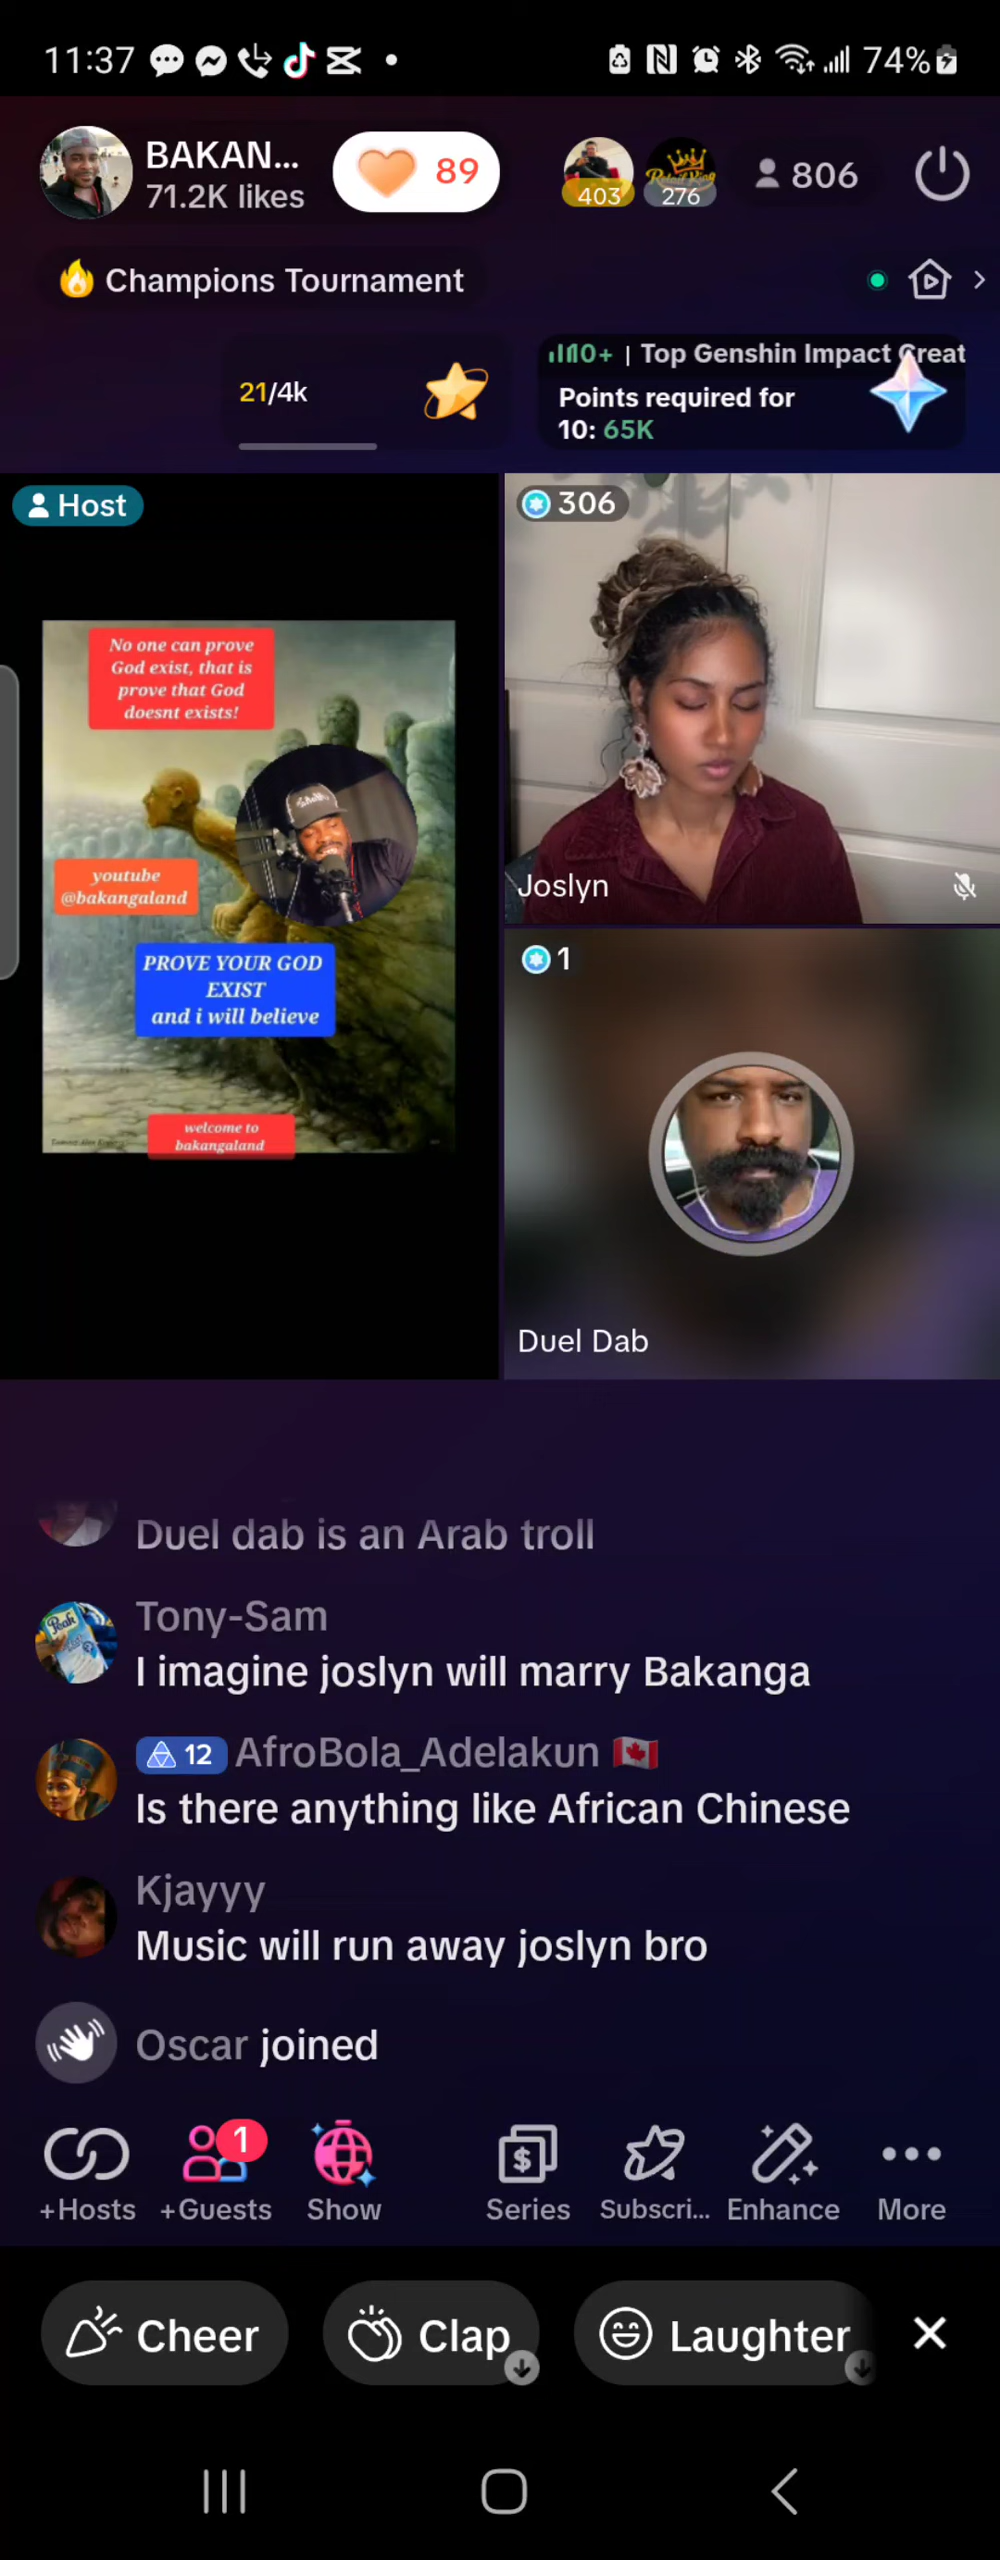 11:37
74%
BAKAN...
71.2K likes
89
403
276
806
Champions Tournament
21/4k
10+ | Top Genshin Impact Creat
Points required for
10: 65K
Host
No one can prove
God exist, that is
prove that God
doesnt exists!
youtube
@bakangaland
PROVE YOUR GOD
EXIST
and i will believe
welcome to
bakangaland
306
Joslyn
1
Duel Dab
Duel dab is an Arab troll
Peak
Tony-Sam
I imagine joslyn will marry Bakanga
12 AfroBola_Adelakun
Is there anything like African Chinese
Kjayyy
Music will run away joslyn bro
Oscar joined
1
+Hosts
+Guests
Show
Series
Subscri...
Enhance
More
Cheer
Clap
Laughter